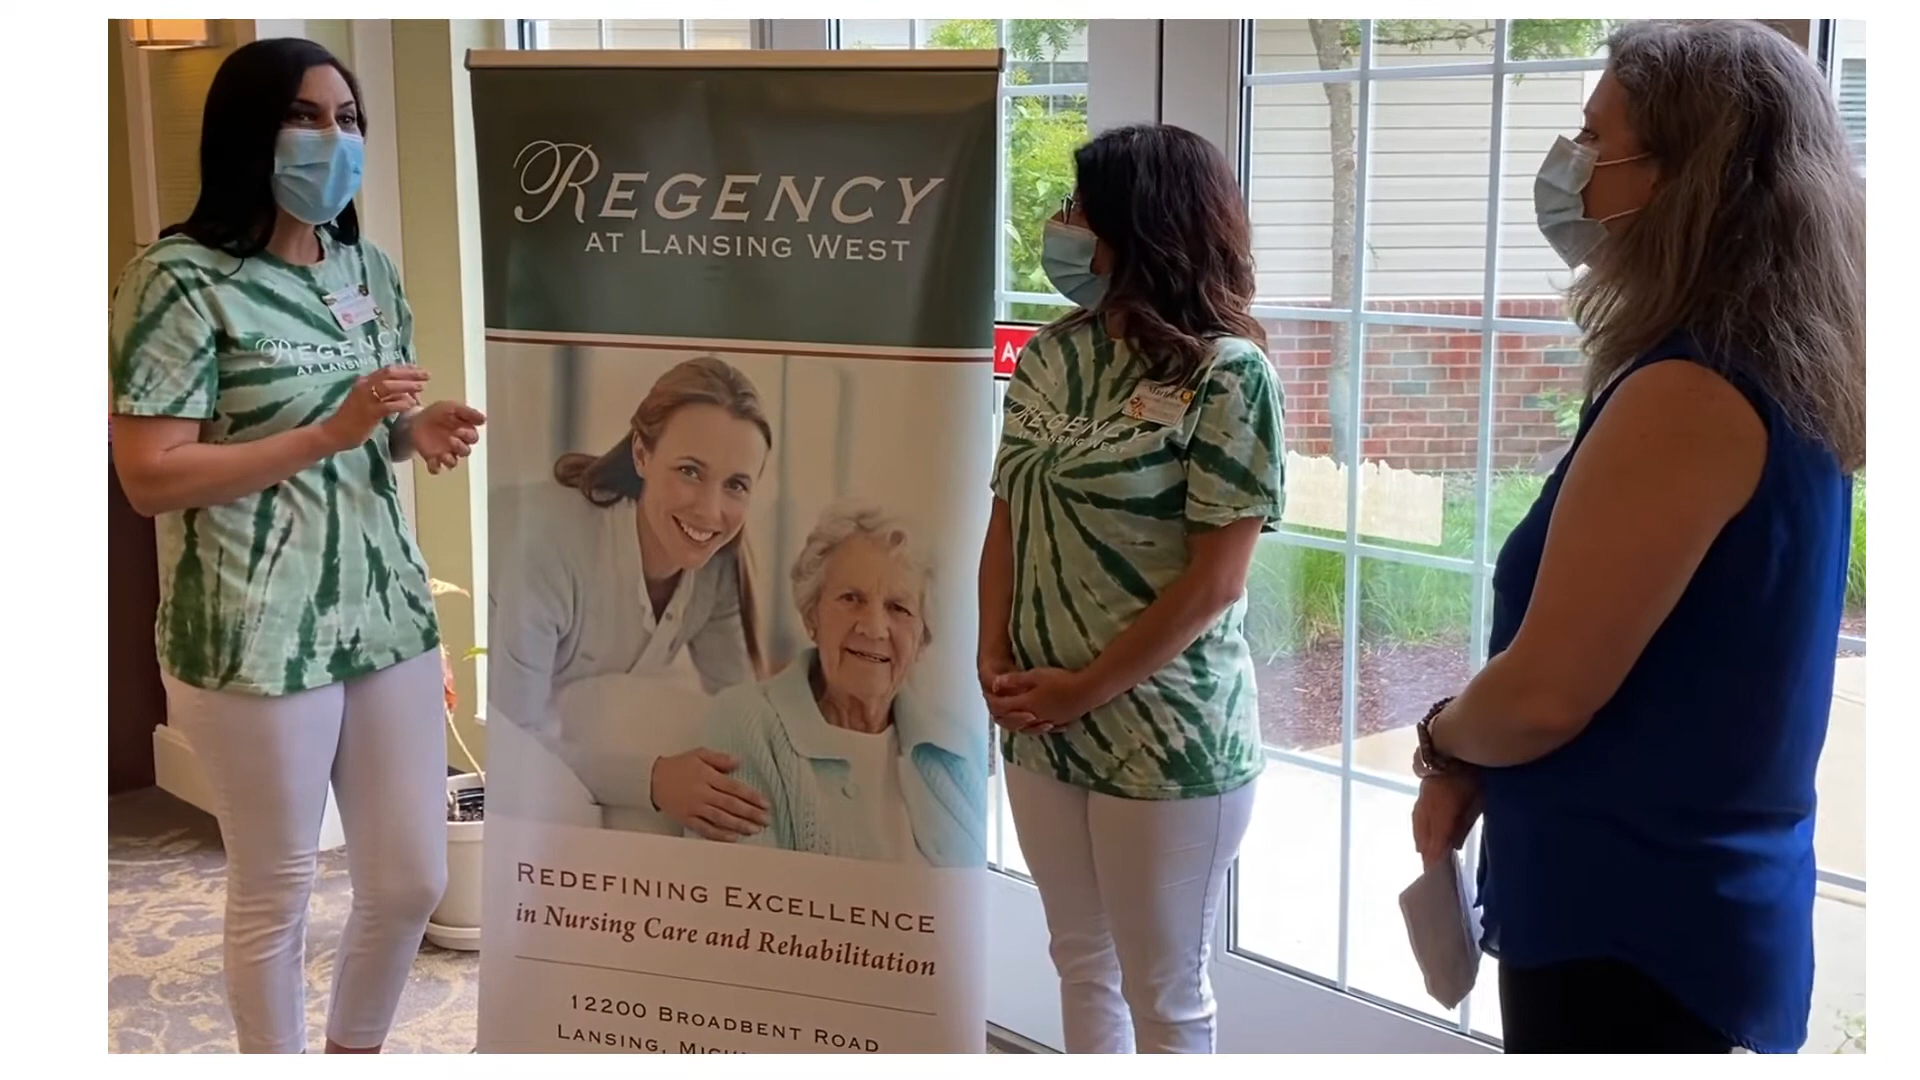 REGENCY
AT LANSING WEST
REGENCY
AT LANSING WEST
REGENCY
AT LANSING WEST
REDEFINING EXCELLENCE
in Nursing Care and Rehabilitation
12200 BROADBENT ROAD
LANSING,